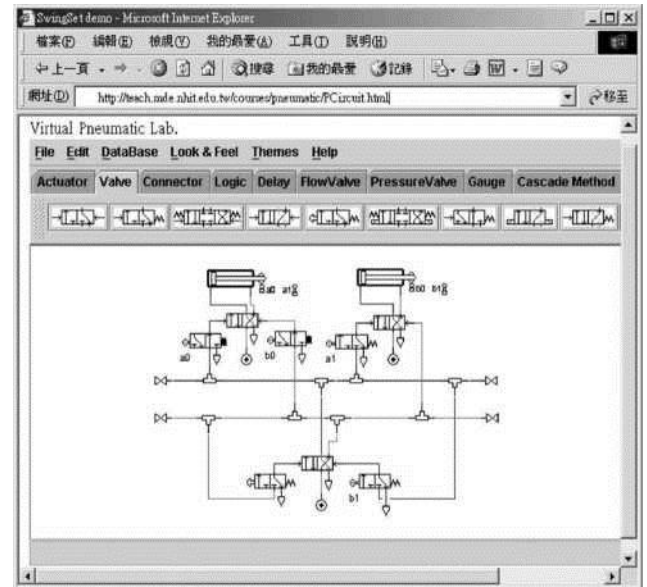 SwingSet demo - Microsoft Internet Explorer
檔案(F) 編輯(E) 檢視(V) 我的最愛(A) 工具(T) 說明(H)
上一頁 搜尋 我的最愛 記錄
網址(D) http://teach.mde.nhit.edu.tw/courses/pneumatic/PCircuit.html 移至
Virtual Pneumatic Lab.
File Edit DataBase Look & Feel Themes Help
Actuator Valve Connector Logic Delay FlowValve PressureValve Gauge Cascade Method
a0 a1 b0 b1
a0 b0 a1
b1